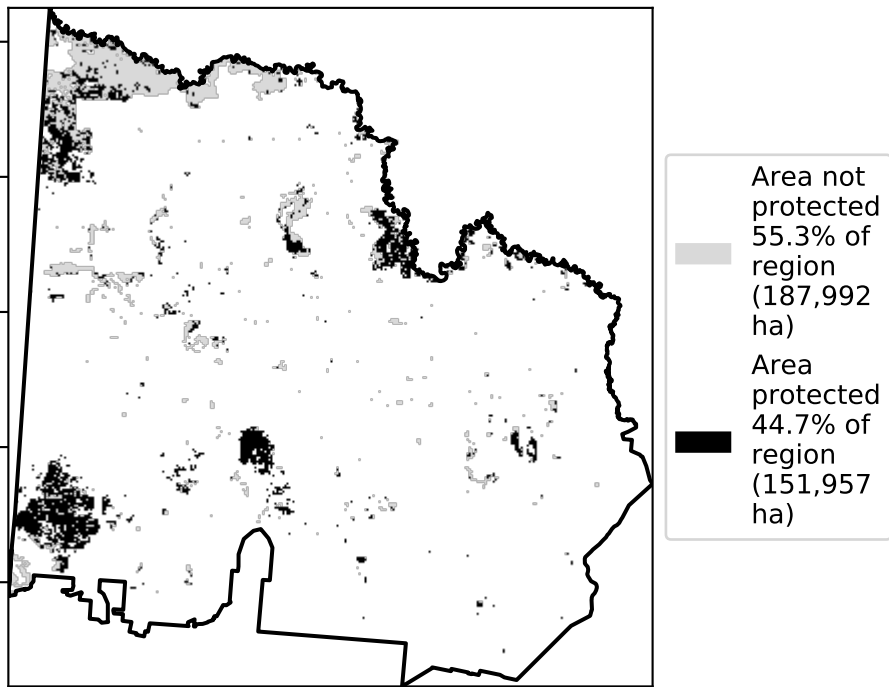 Area not
protected
55.3% of
region
(187,992
ha)
Area
protected
44.7% of
region
(151,957
ha)